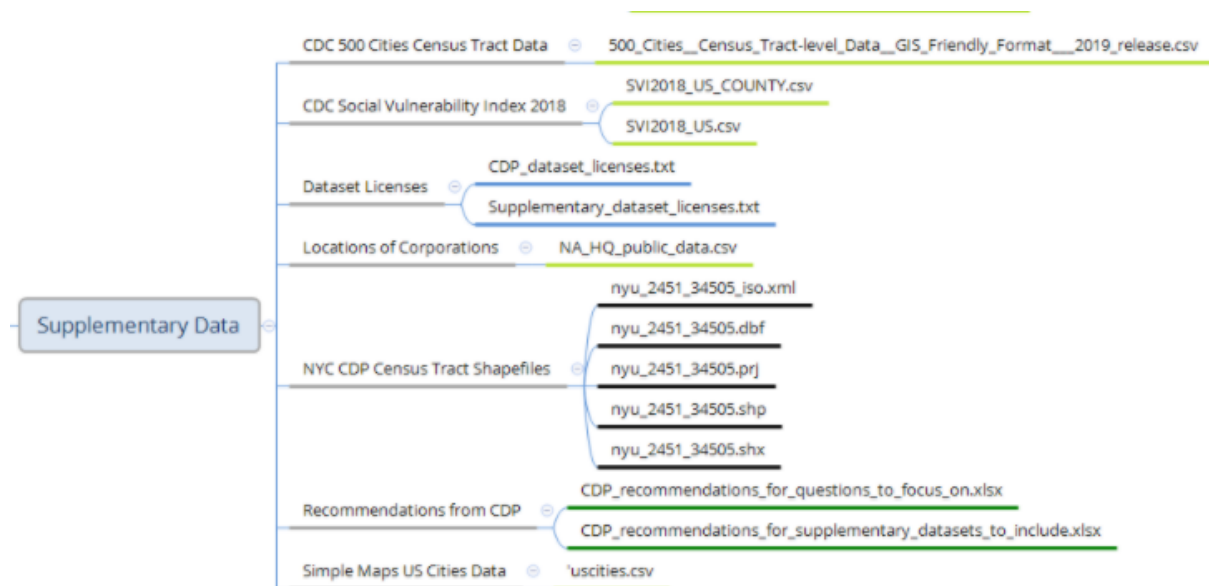 CDC 500 Cities Census Tract Data
500_Cities__Census_Tract-level_Data__GIS_Friendly_Format___2019_release.csv
CDC Social Vulnerability Index 2018
SVI2018_US_COUNTY.csv
SVI2018_US.csv
Dataset Licenses
CDP_dataset_licenses.txt
Supplementary_dataset_licenses.txt
Locations of Corporations
NA_HQ_public_data.csv
Supplementary Data
NYC CDP Census Tract Shapefiles
nyu_2451_34505_iso.xml
nyu_2451_34505.dbf
nyu_2451_34505.prj
nyu_2451_34505.shp
nyu_2451_34505.shx
Recommendations from CDP
CDP_recommendations_for_questions_to_focus_on.xlsx
CDP_recommendations_for_supplementary_datasets_to_include.xlsx
Simple Maps US Cities Data
'uscities.csv